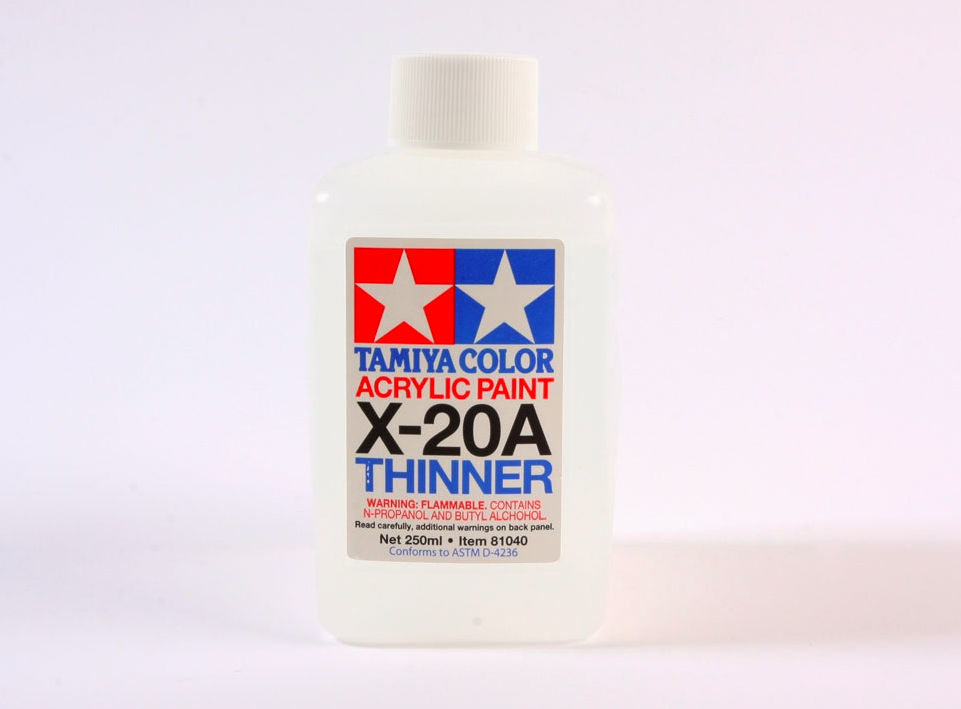 TAMIYA COLOR
ACRYLIC PAINT
X-20A
THINNER
WARNING: FLAMMABLE. CONTAINS
N-PROPANOL AND BUTYL ALCHOHOL.
Read carefully, additional warnings on back panel.
Net 250ml • Item 81040
Conforms to ASTM D-4236